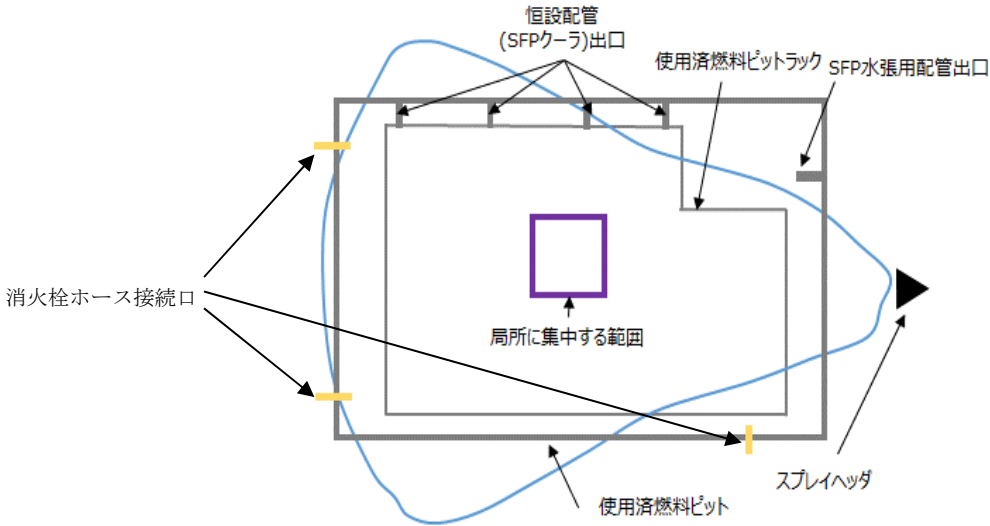 恒設配管
(SFPクーラ)出口
使用済燃料ピットラック
SFP水張用配管出口
消火栓ホース接続口
局所に集中する範囲
スプレイヘッダ
使用済燃料ピット